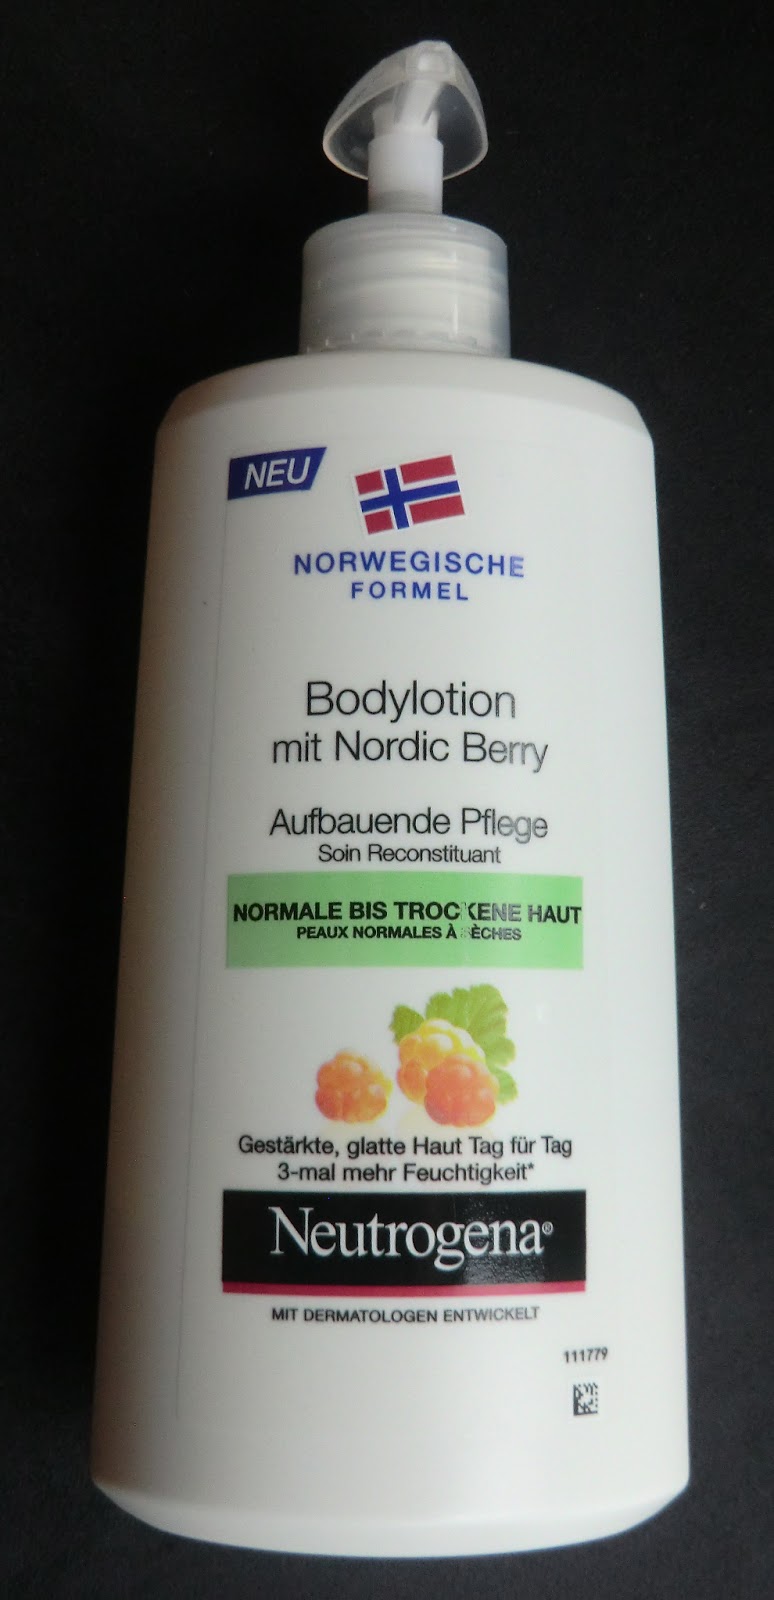 NEU
NORWEGISCHE
FORMEL
Bodylotion
mit Nordic Berry
Aufbauende Pflege
Soin Reconstituant
NORMALE BIS TROCKENE HAUT
PEAUX NORMALES À SÈCHES
Gestärkte, glatte Haut Tag für Tag
3-mal mehr Feuchtigkeit*
Neutrogena®
MIT DERMATOLOGEN ENTWICKELT
111779